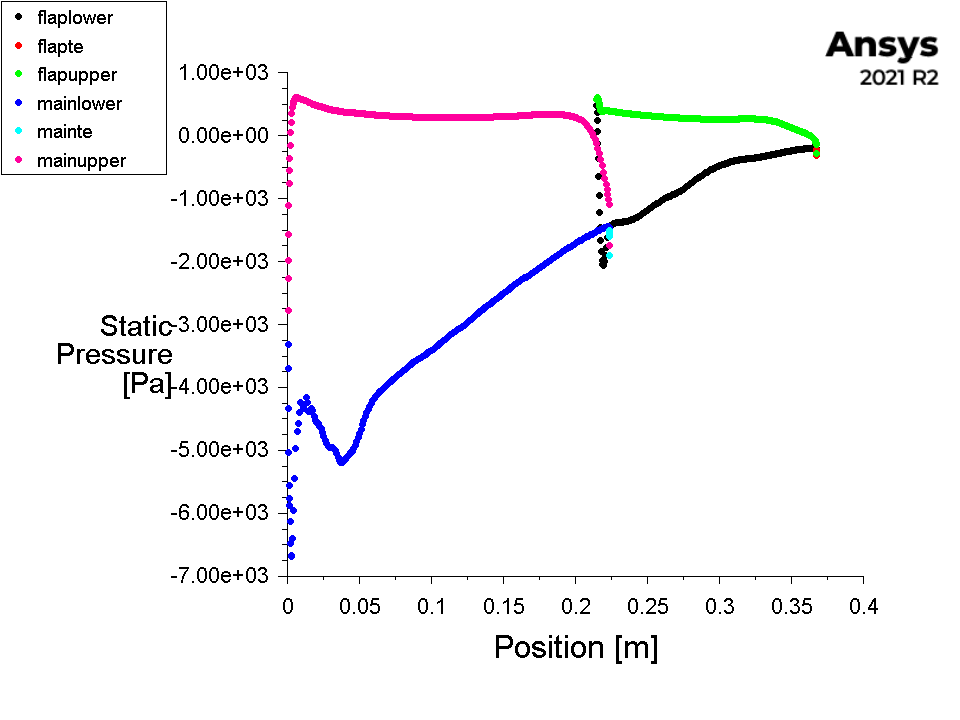 flaplower
flapte
flapupper
mainlower
mainte
mainupper
Ansys
2021 R2
1.00e+03
0.00e+00
-1.00e+03
-2.00e+03
-3.00e+03
-4.00e+03
-5.00e+03
-6.00e+03
-7.00e+03
Static
Pressure
[Pa]
0 0.05 0.1 0.15 0.2 0.25 0.3 0.35 0.4
Position [m]